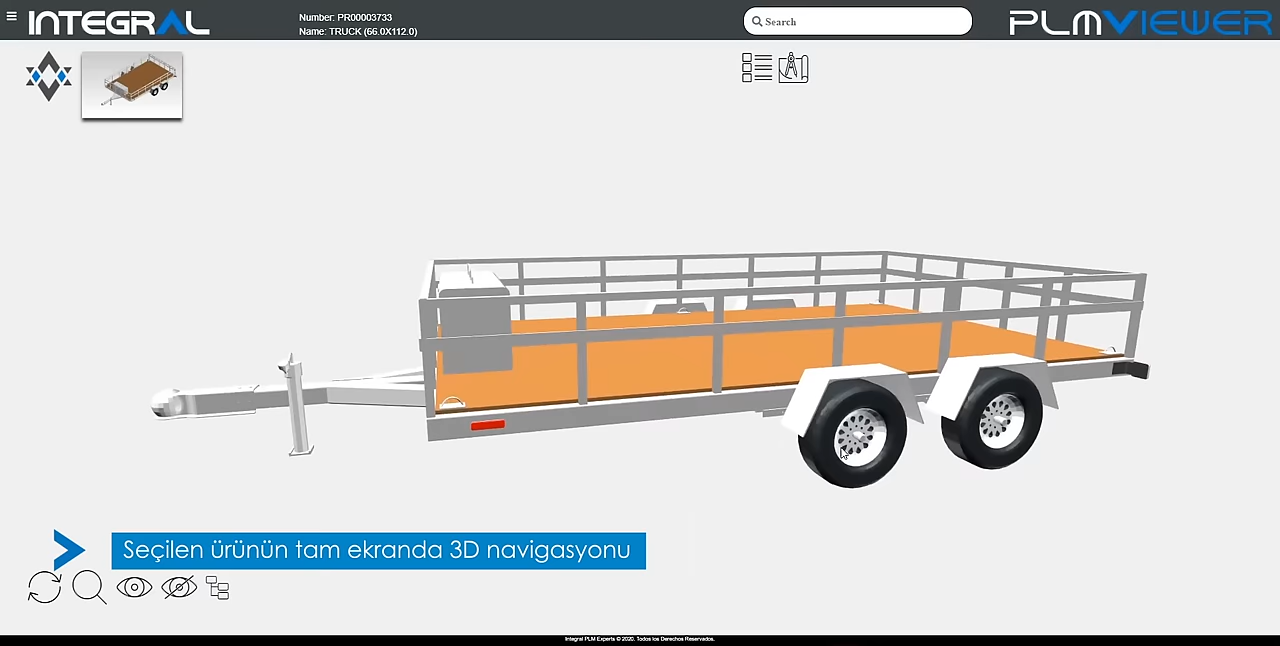 INTEGRAL
Number: PR00003733
Name: TRUCK (66.0X112.0)
Search
PLMVIEWER
Seçilen ürünün tam ekranda 3D navigasyonu
Integral PLM Experts © 2020. Todos los Derechos Reservados.